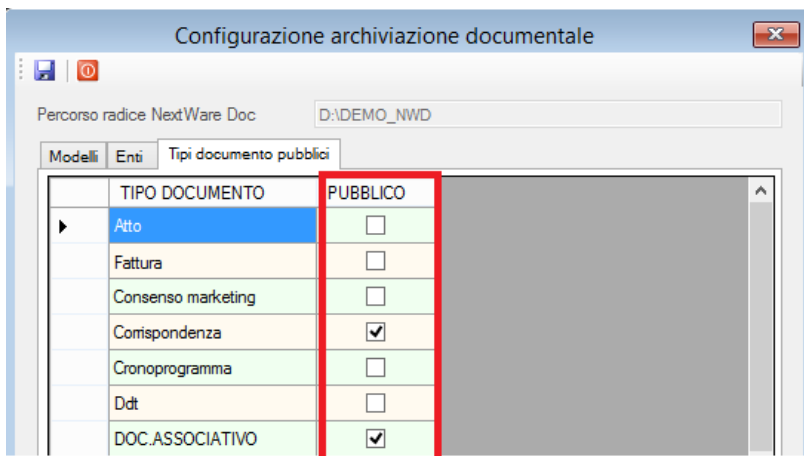 Configurazione archiviazione documentale
Percorso radice NextWare Doc D:\DEMO_NWD
Modelli Enti Tipi documento pubblici
TIPO DOCUMENTO PUBBLICO
Atto
Fattura
Consenso marketing
Corrispondenza
Cronoprogramma
Ddt
DOC.ASSOCIATIVO